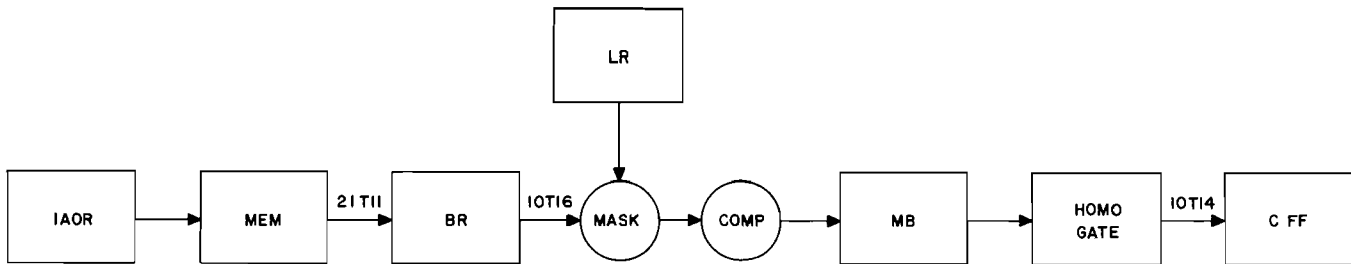 LR
IAOR
MEM
21T11
BR
10T16
MASK
COMP
MB
HOMO
GATE
10T14
C FF